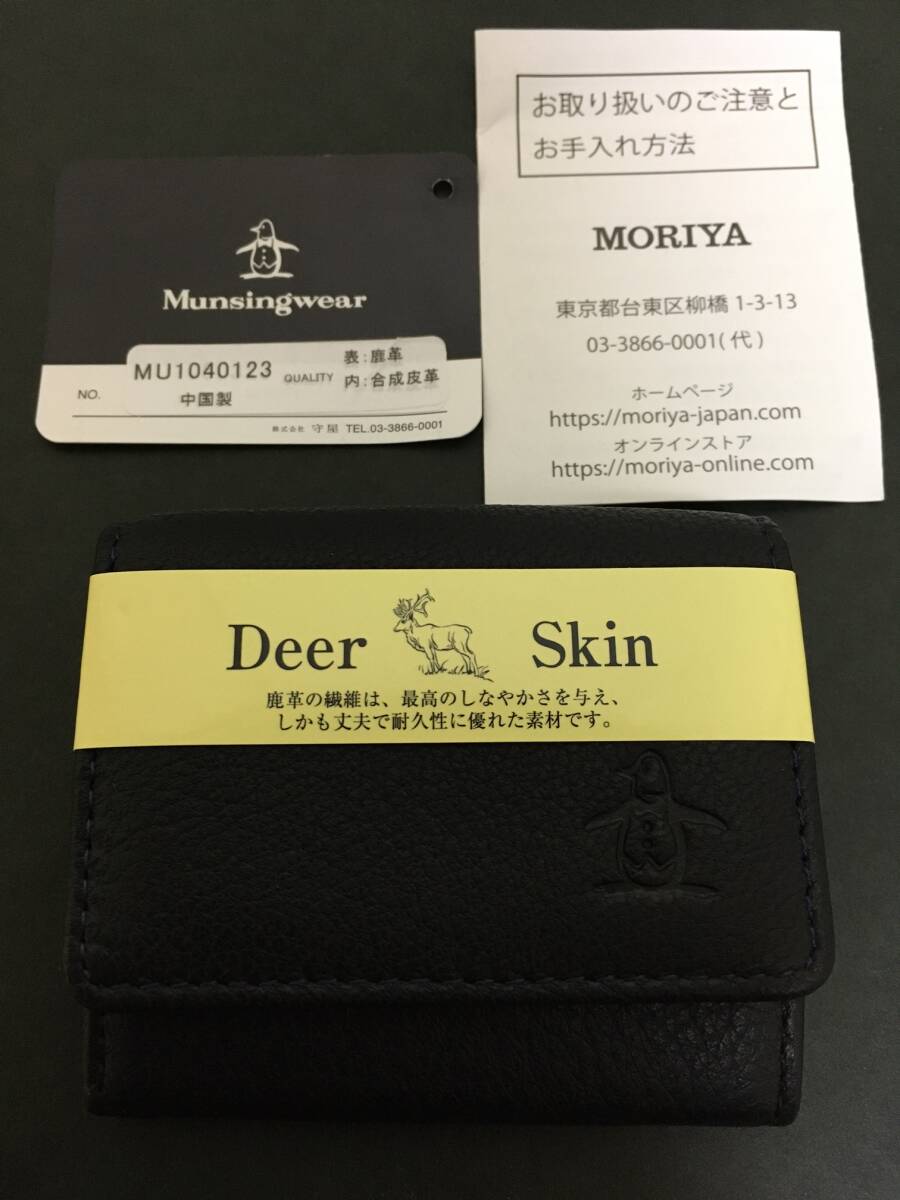 Munsingwear
NO.
MU1040123
中国製
QUALITY
表:鹿革
内:合成皮革
株式会社 守屋 TEL.03-3866-0001
お取り扱いのご注意と
お手入れ方法
MORIYA
東京都台東区柳橋 1-3-13
03-3866-0001(代)
ホームページ
https://moriya-japan.com
オンラインストア
https://moriya-online.com
Deer Skin
鹿革の繊維は、最高のしなやかさを与え、
しかも丈夫で耐久性に優れた素材です。